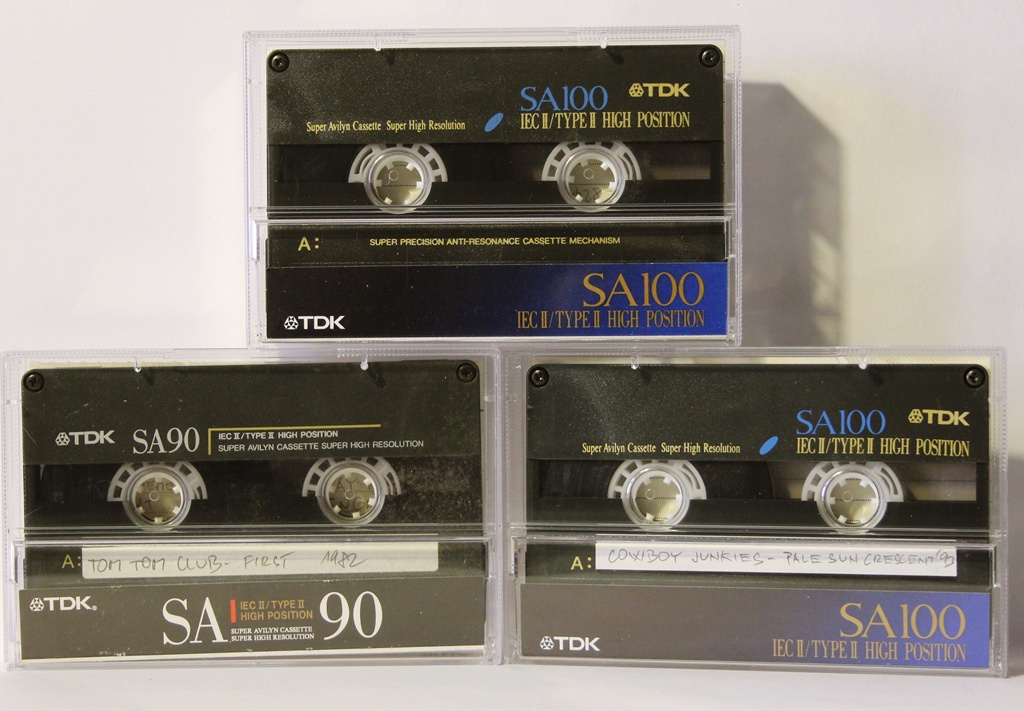 SA100 TDK
Super Avilyn Cassette Super High Resolution IEC II/TYPE II HIGH POSITION
A: SUPER PRECISION ANTI-RESONANCE CASSETTE MECHANISM
SA100
TDK IEC II/TYPE II HIGH POSITION
TDK SA90 IEC II/TYPE II HIGH POSITION
SUPER AVILYN CASSETTE SUPER HIGH RESOLUTION
A: TOM TOM CLUB- FIRST 1982
TDK®
SA IEC II/TYPE II
HIGH POSITION 90
SUPER AVILYN CASSETTE
SUPER HIGH RESOLUTION
SA100 TDK
Super Avilyn Cassette Super High Resolution IEC II/TYPE II HIGH POSITION
A: COWBOY JUNKIES - PALE SUN CRESCENT
SA100
TDK IEC II/TYPE II HIGH POSITION